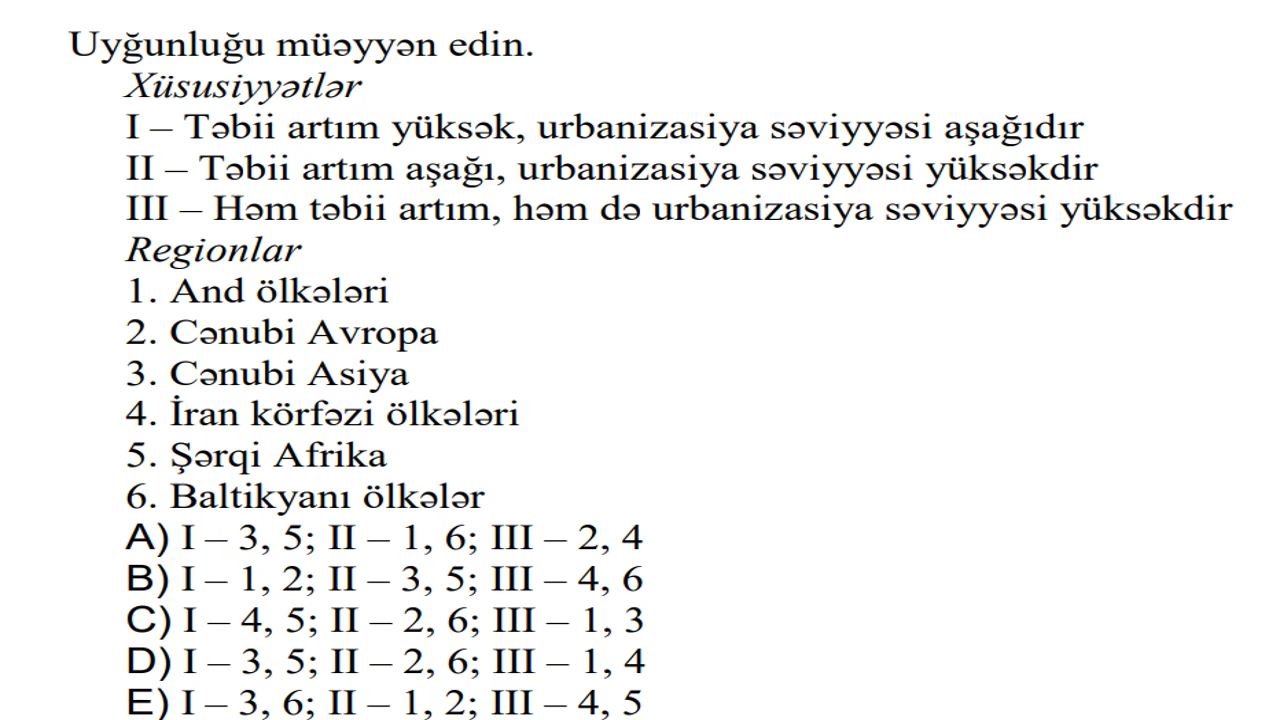 Uyğunluğu müəyyən edin.
Xüsusiyyətlər
I – Təbii artım yüksək, urbanizasiya səviyyəsi aşağıdır
II – Təbii artım aşağı, urbanizasiya səviyyəsi yüksəkdir
III – Həm təbii artım, həm də urbanizasiya səviyyəsi yüksəkdir
Regionlar
1. And ölkələri
2. Cənubi Avropa
3. Cənubi Asiya
4. İran körfəzi ölkələri
5. Şərqi Afrika
6. Baltikyanı ölkələr
A) I – 3, 5; II – 1, 6; III – 2, 4
B) I – 1, 2; II – 3, 5; III – 4, 6
C) I – 4, 5; II – 2, 6; III – 1, 3
D) I – 3, 5; II – 2, 6; III – 1, 4
E) I – 3, 6; II – 1, 2; III – 4, 5